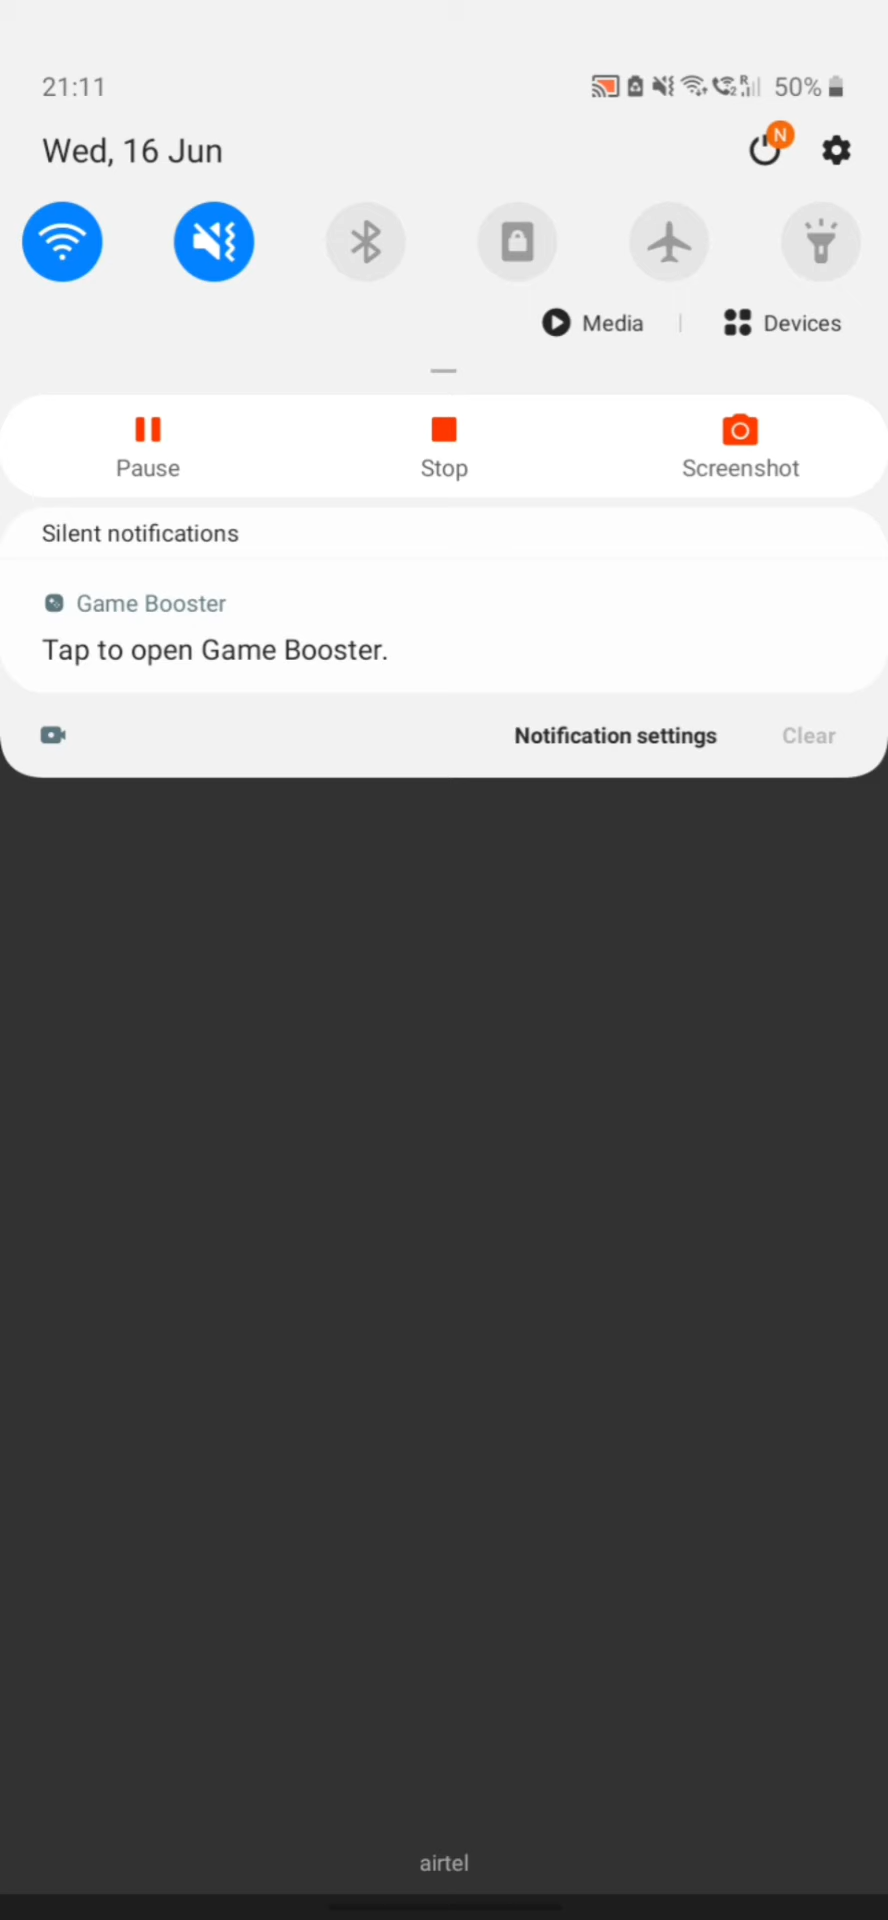 21:11
R
2
50%
Wed, 16 Jun
N
Media
Devices
Pause
Stop
Screenshot
Silent notifications
Game Booster
Tap to open Game Booster.
Notification settings
Clear
airtel